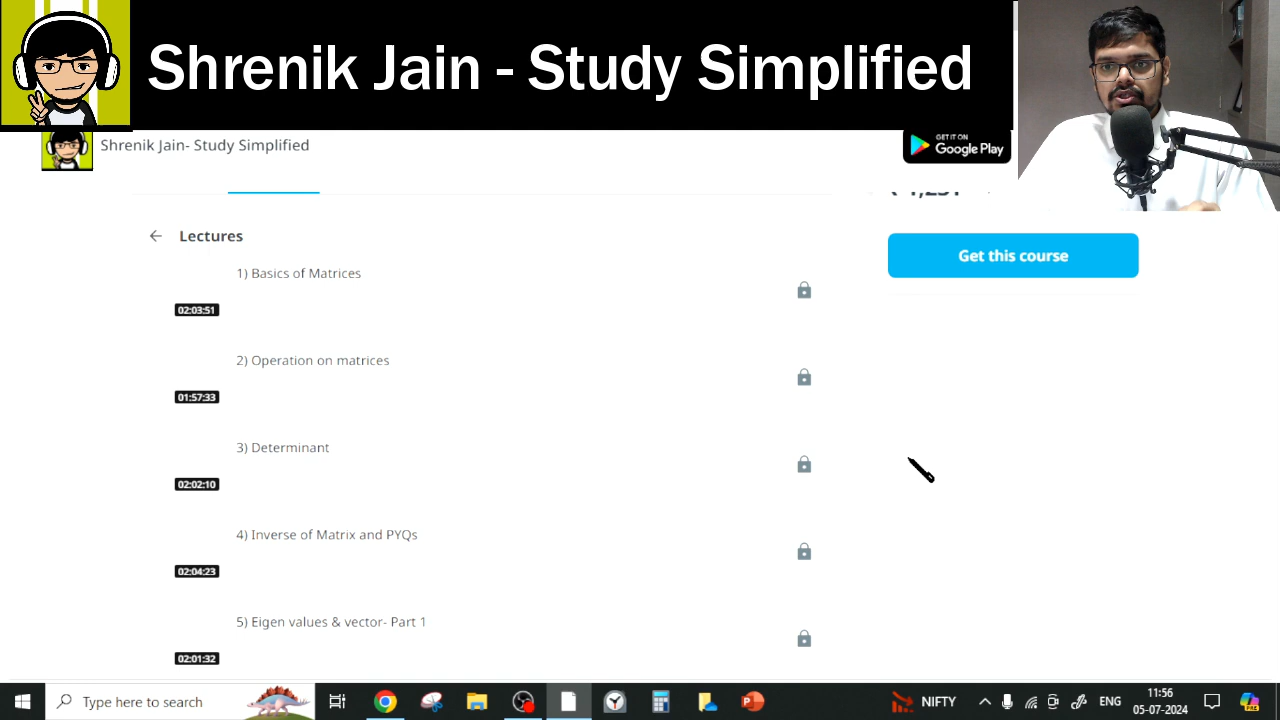 Shrenik Jain - Study Simplified
Shrenik Jain- Study Simplified
GET IT ON
Google Play
Lectures
Get this course
1) Basics of Matrices
02:03:51
2) Operation on matrices
01:57:33
3) Determinant
02:02:10
4) Inverse of Matrix and PYQs
02:04:23
5) Eigen values & vector- Part 1
02:01:32
Type here to search
NIFTY
ENG
11:56
05-07-2024